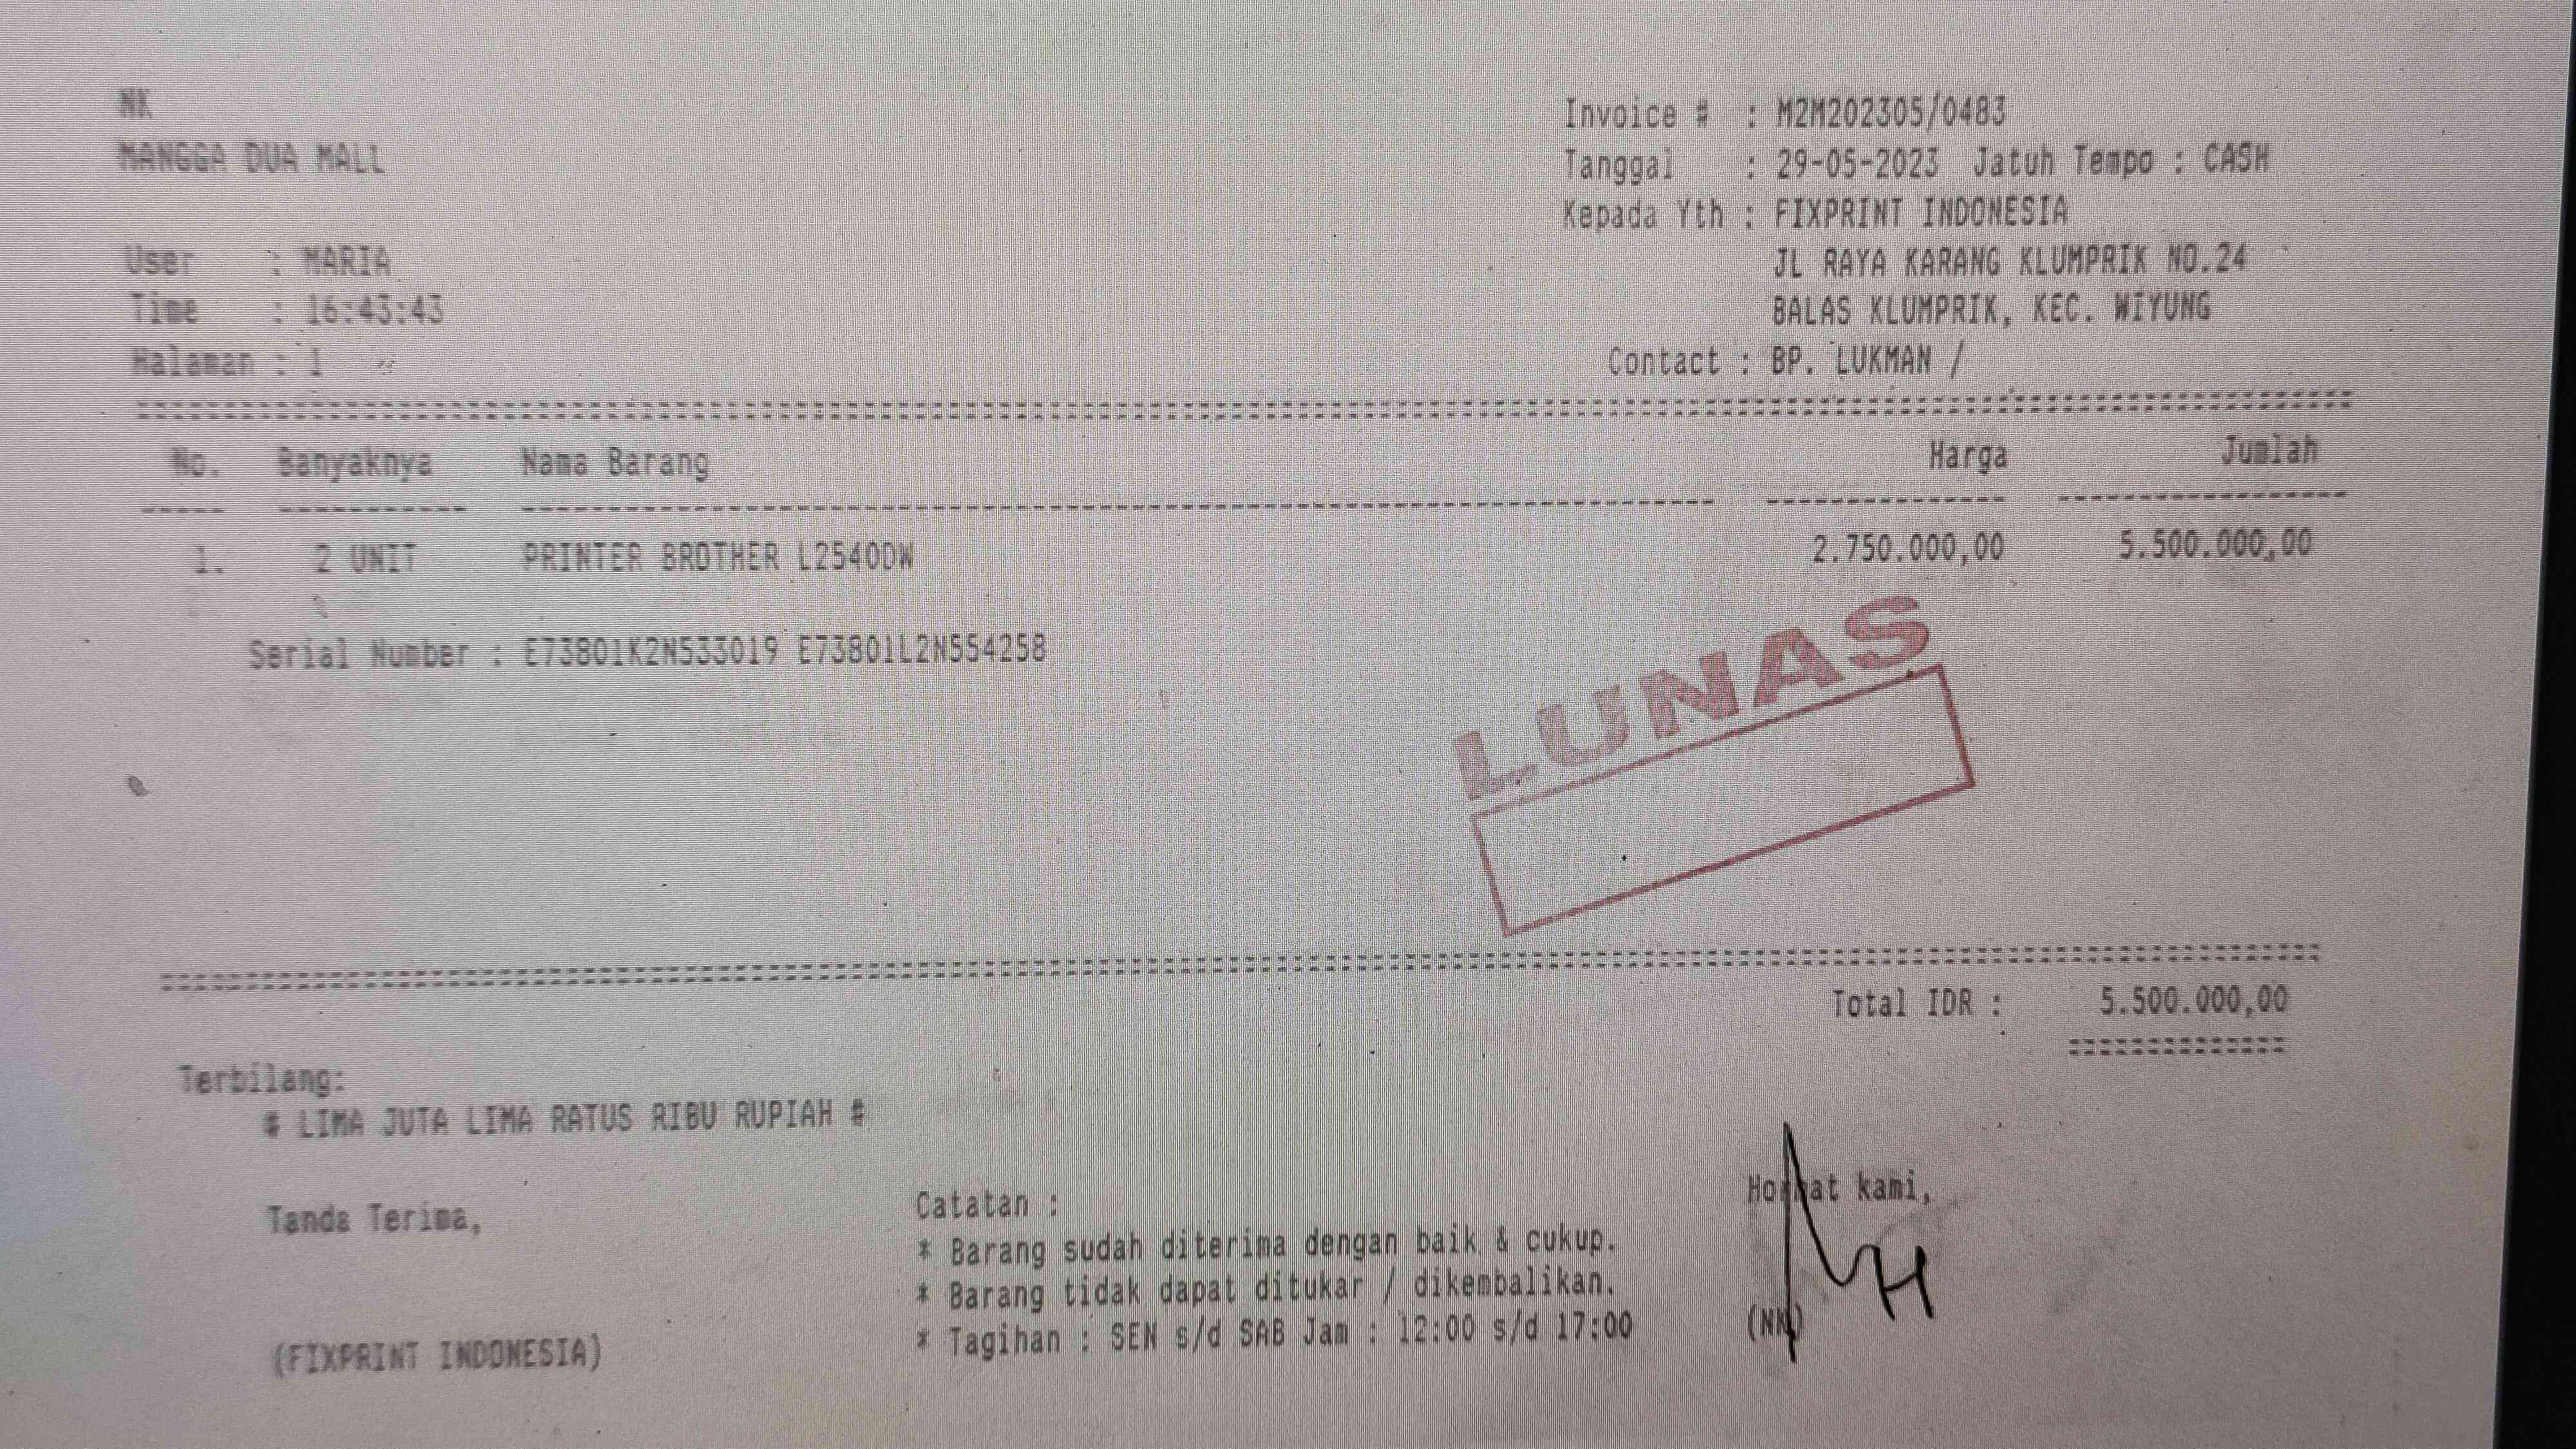 NK
MANGGA DUA MALL
User : MARIA
Time : 16:43:43
Halaman : 1
Invoice # : M2M202305/0483
Tanggal : 29-05-2023 Jatuh Tempo : CASH
Kepada Yth : FIXPRINT INDONESIA
JL RAYA KARANG KLUMPRIK NO.24
BALAS KLUMPRIK, KEC. WIYUNG
Contact : BP. LUKMAN /
No. Banyaknya Nama Barang Harga Jumlah
1. 2 UNIT PRINTER BROTHER L2540DW 2.750.000,00 5.500.000,00
Serial Number : E73801K2N533019 E73801L2N554258
LUNAS
Total IDR : 5.500.000,00
Terbilang:
# LIMA JUTA LIMA RATUS RIBU RUPIAH #
Tanda Terima,
(FIXPRINT INDONESIA)
Catatan :
* Barang sudah diterima dengan baik & cukup.
* Barang tidak dapat ditukar / dikembalikan.
* Tagihan : SEN s/d SAB Jam : 12:00 s/d 17:00
Hormat kami,
(NK)